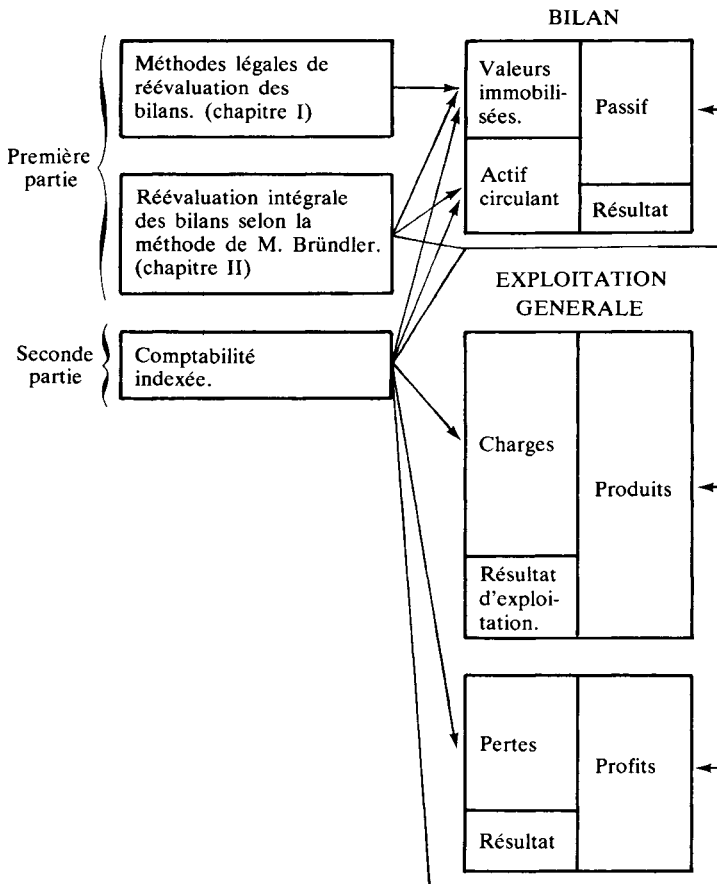 Première
partie
Méthodes légales de
réévaluation des
bilans. (chapitre I)
Réévaluation intégrale
des bilans selon la
méthode de M. Bründler.
(chapitre II)
Seconde
partie
Comptabilité
indexée.
BILAN
Valeurs
immobili-
sées.
Passif
Actif
circulant
Résultat
EXPLOITATION
GENERALE
Charges
Produits
Résultat
d'exploi-
tation.
Pertes
Profits
Résultat